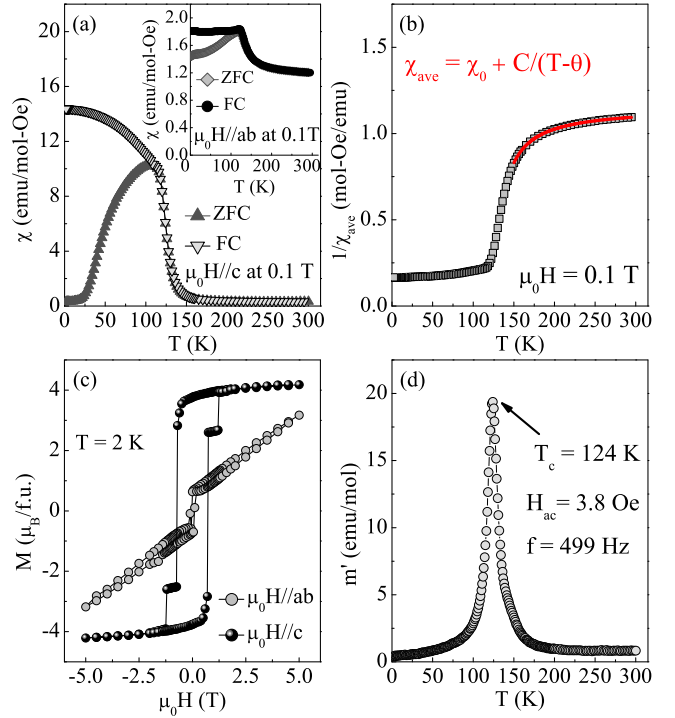 (a)
χ (emu/mol-Oe)
16
12
8
4
0
0 50 100 150 200 250 300
T (K)
ZFC
FC
μ₀H//c at 0.1 T
χ (emu/mol-Oe)
2.0
1.6
1.2
0.8
0.4
0.0
0 100 200 300
T (K)
ZFC
FC
μ₀H//ab at 0.1T
(b)
1/χave (mol-Oe/emu)
1.5
1.0
0.5
0.0
0 50 100 150 200 250 300
T (K)
χave = χ₀ + C/(T-θ)
μ₀H = 0.1 T
(c)
M (μB/f.u.)
4
2
0
-2
-4
-5.0 -2.5 0.0 2.5 5.0
μ₀H (T)
T = 2 K
μ₀H//ab
μ₀H//c
(d)
m' (emu/mol)
20
15
10
5
0
0 50 100 150 200 250 300
T (K)
Tc = 124 K
Hac = 3.8 Oe
f = 499 Hz